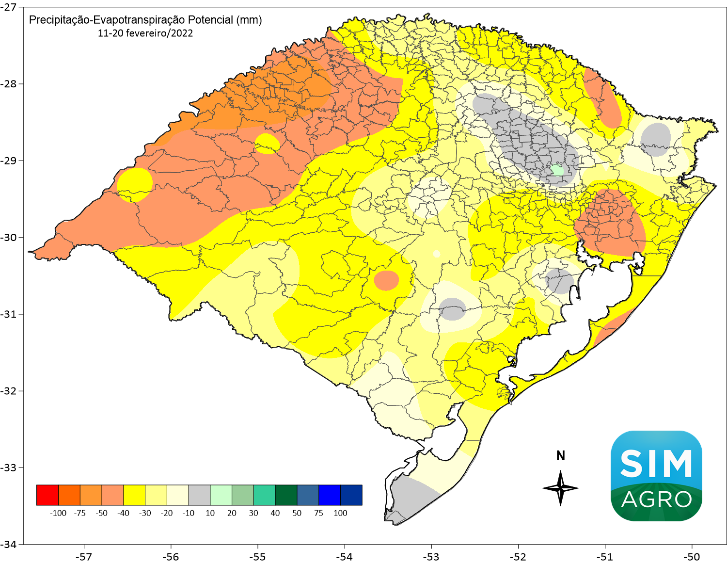 Precipitação-Evapotranspiração Potencial (mm)
11-20 fevereiro/2022
-27
-28
-29
-30
-31
-32
-33
-34
N
SIM
AGRO
-100 -75 -50 -40 -30 -20 -10 10 20 30 40 50 75 100
-57 -56 -55 -54 -53 -52 -51 -50